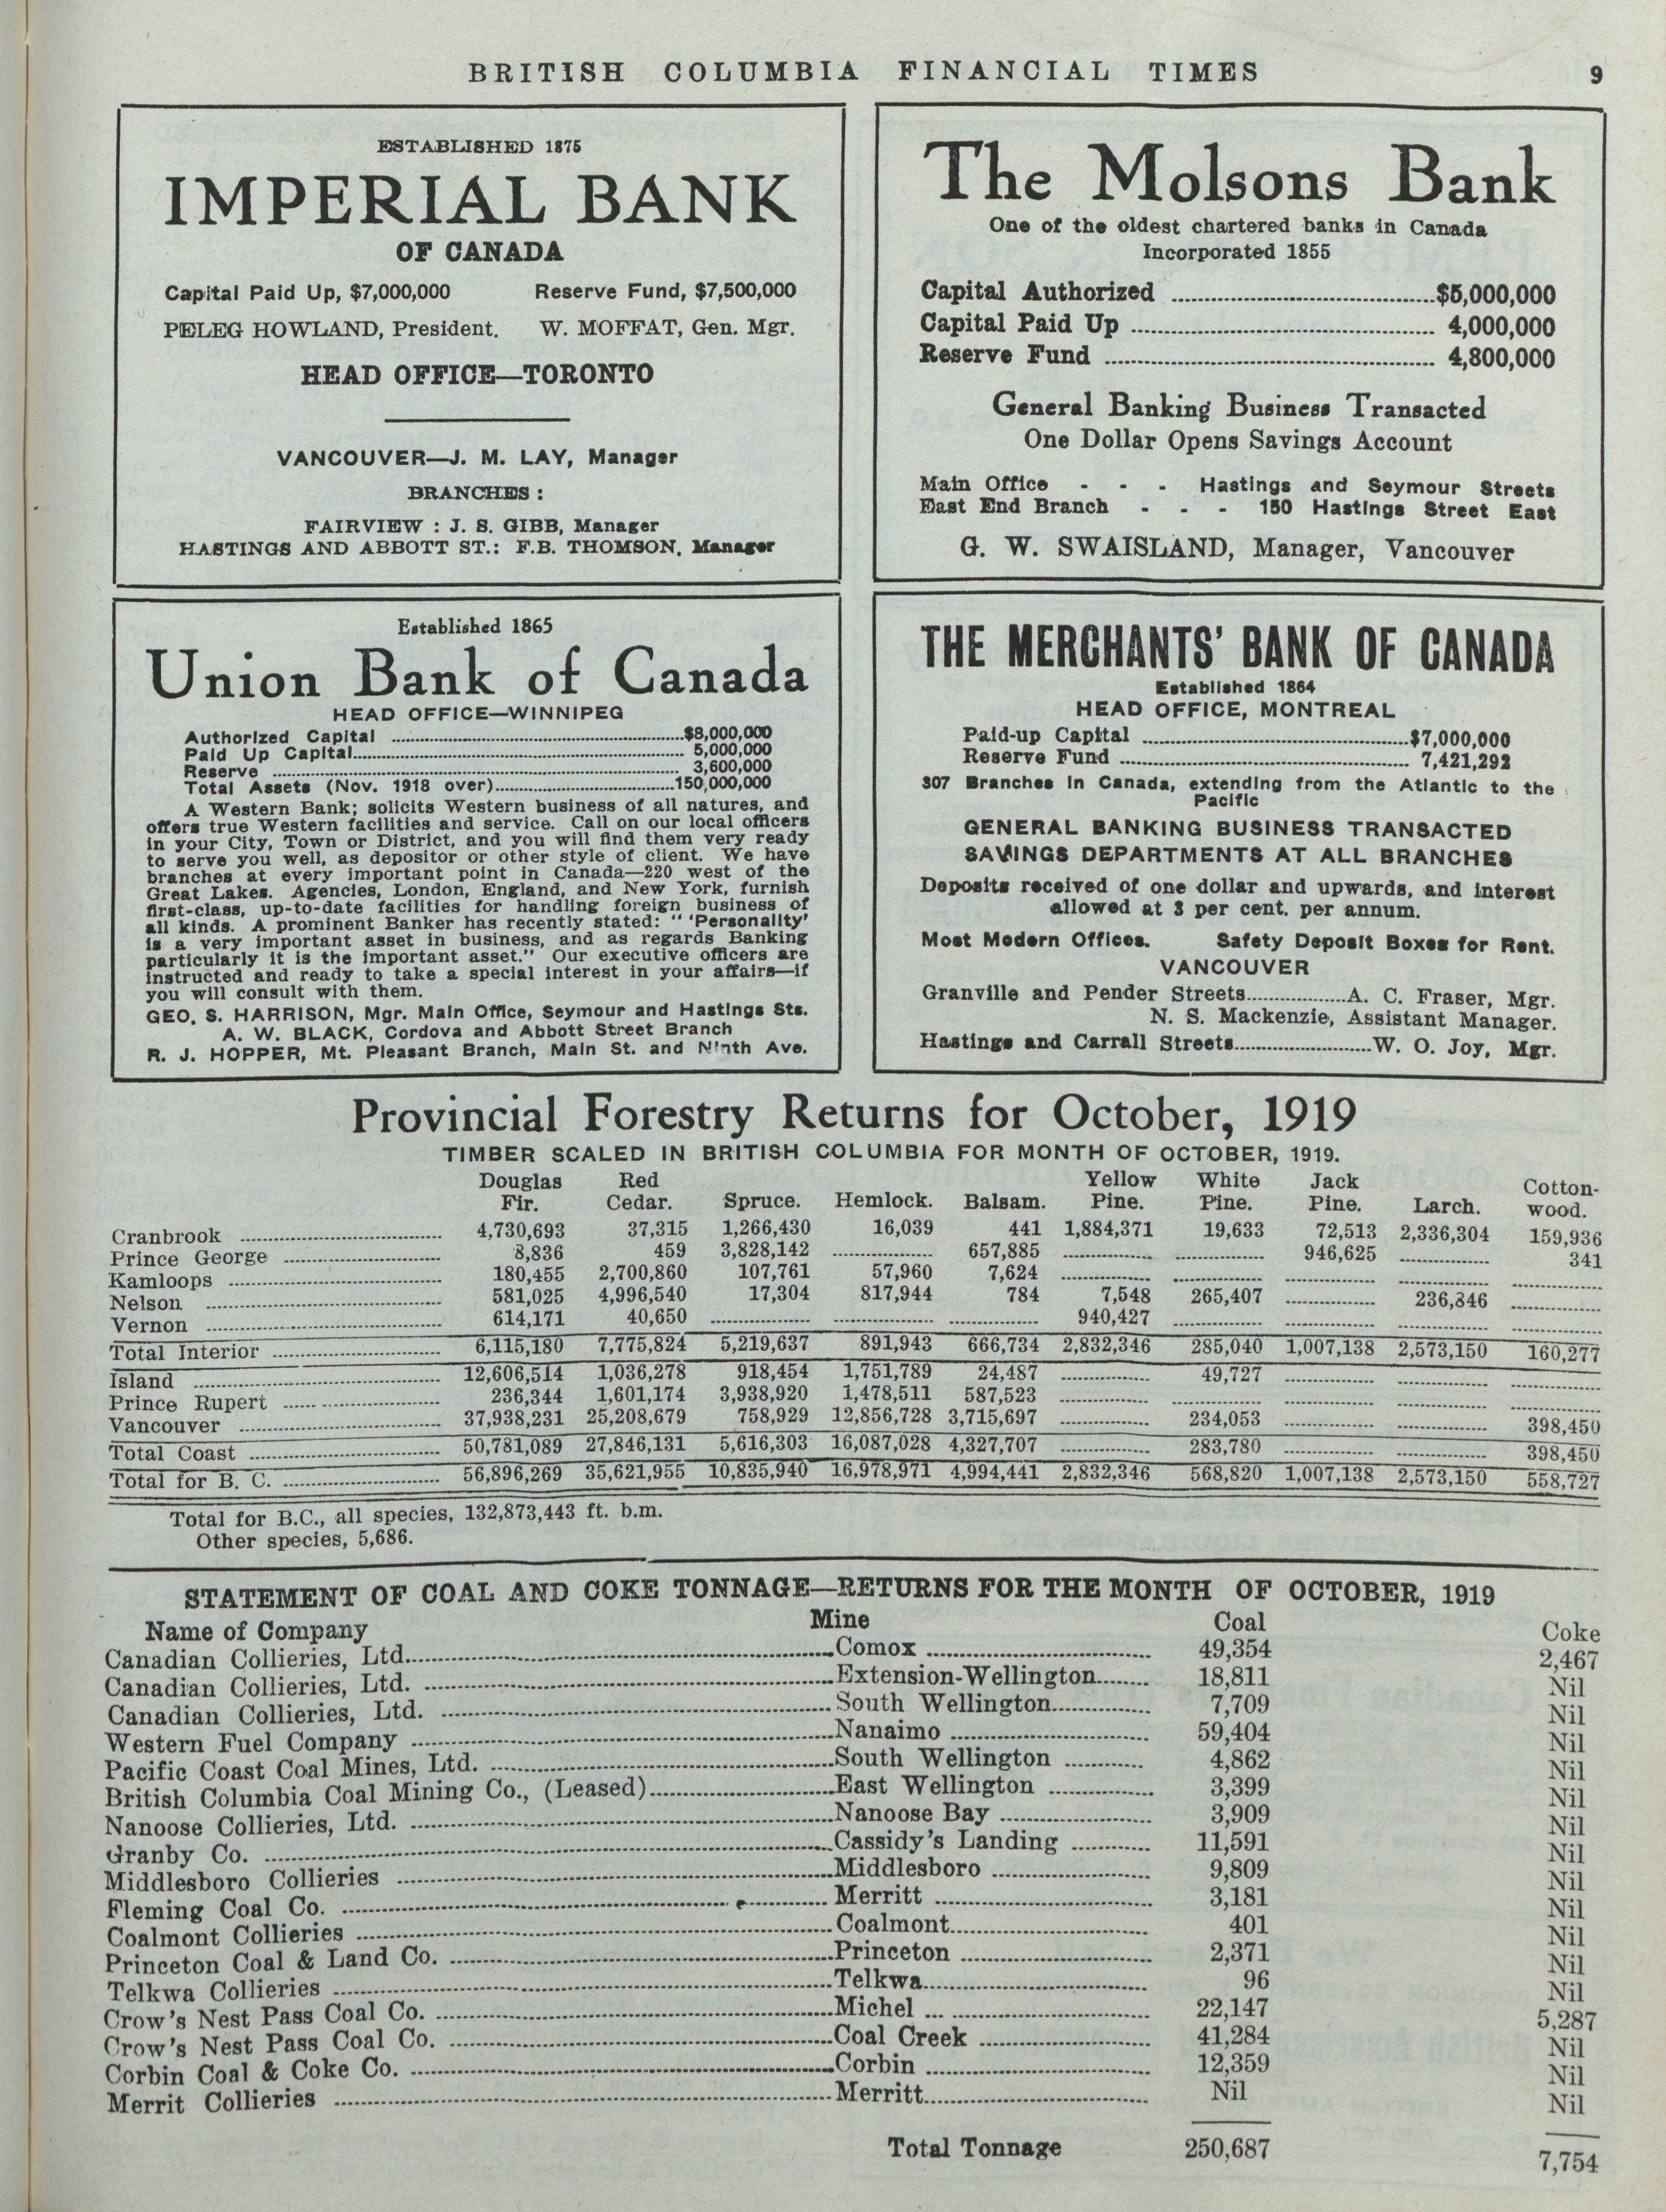 BRITISH COLUMBIA FINANCIAL TIMES 9
ESTABLISHED 1875
IMPERIAL BANK
OF CANADA
Capital Paid Up, $7,000,000 Reserve Fund, $7,500,000
PELEG HOWLAND, President. W. MOFFAT, Gen. Mgr.
HEAD OFFICE—TORONTO
VANCOUVER—J. M. LAY, Manager
BRANCHES :
FAIRVIEW : J. S. GIBB, Manager
HASTINGS AND ABBOTT ST.: F.B. THOMSON, Manager
The Molsons Bank
One of the oldest chartered banks in Canada
Incorporated 1855
Capital Authorized ....................$5,000,000
Capital Paid Up .................... 4,000,000
Reserve Fund .................... 4,800,000
General Banking Business Transacted
One Dollar Opens Savings Account
Main Office - - - Hastings and Seymour Streets
East End Branch - - - 150 Hastings Street East
G. W. SWAISLAND, Manager, Vancouver
Established 1865
Union Bank of Canada
HEAD OFFICE—WINNIPEG
Authorized Capital ....................$8,000,000
Paid Up Capital.................... 5,000,000
Reserve .................... 3,600,000
Total Assets (Nov. 1918 over)....................150,000,000
A Western Bank; solicits Western business of all natures, and
offers true Western facilities and service. Call on our local officers
in your City, Town or District, and you will find them very ready
to serve you well, as depositor or other style of client. We have
branches at every important point in Canada—220 west of the
Great Lakes. Agencies, London, England, and New York, furnish
first-class, up-to-date facilities for handling foreign business of
all kinds. A prominent Banker has recently stated: " 'Personality'
is a very important asset in business, and as regards Banking
particularly it is the important asset." Our executive officers are
instructed and ready to take a special interest in your affairs—if
you will consult with them.
GEO. S. HARRISON, Mgr. Main Office, Seymour and Hastings Sts.
A. W. BLACK, Cordova and Abbott Street Branch
R. J. HOPPER, Mt. Pleasant Branch, Main St. and Ninth Ave.
THE MERCHANTS' BANK OF CANADA
Established 1864
HEAD OFFICE, MONTREAL
Paid-up Capital ....................$7,000,000
Reserve Fund .................... 7,421,292
307 Branches in Canada, extending from the Atlantic to the
Pacific
GENERAL BANKING BUSINESS TRANSACTED
SAVINGS DEPARTMENTS AT ALL BRANCHES
Deposits received of one dollar and upwards, and interest
allowed at 3 per cent. per annum.
Most Modern Offices. Safety Deposit Boxes for Rent.
VANCOUVER
Granville and Pender Streets..........A. C. Fraser, Mgr.
N. S. Mackenzie, Assistant Manager.
Hastings and Carrall Streets..........W. O. Joy, Mgr.
Provincial Forestry Returns for October, 1919
TIMBER SCALED IN BRITISH COLUMBIA FOR MONTH OF OCTOBER, 1919.
Douglas Red Yellow White Jack Cotton-
Fir. Cedar. Spruce. Hemlock. Balsam. Pine. Pine. Pine. Larch. wood.
Cranbrook .......... 4,730,693 37,315 1,266,430 16,039 441 1,884,371 19,633 72,513 2,336,304 159,936
Prince George .......... 8,836 459 3,828,142 .......... 657,885 .......... .......... 946,625 .......... 341
Kamloops .......... 180,455 2,700,860 107,761 57,960 7,624 .......... .......... .......... .......... ..........
Nelson .......... 581,025 4,996,540 17,304 817,944 784 7,548 265,407 .......... 236,846 ..........
Vernon .......... 614,171 40,650 .......... .......... .......... 940,427 .......... .......... .......... ..........
Total Interior .......... 6,115,180 7,775,824 5,219,637 891,943 666,734 2,832,346 285,040 1,007,138 2,573,150 160,277
Island .......... 12,606,514 1,036,278 918,454 1,751,789 24,487 .......... 49,727 .......... .......... ..........
Prince Rupert .......... 236,344 1,601,174 3,938,920 1,478,511 587,523 .......... .......... .......... .......... ..........
Vancouver .......... 37,938,231 25,208,679 758,929 12,856,728 3,715,697 .......... 234,053 .......... .......... 398,450
Total Coast .......... 50,781,089 27,846,131 5,616,303 16,087,028 4,327,707 .......... 283,780 .......... .......... 398,450
Total for B. C. .......... 56,896,269 35,621,955 10,835,940 16,978,971 4,994,441 2,832,346 568,820 1,007,138 2,573,150 558,727
Total for B.C., all species, 132,873,443 ft. b.m.
Other species, 5,686.
STATEMENT OF COAL AND COKE TONNAGE—RETURNS FOR THE MONTH OF OCTOBER, 1919
Name of Company Mine Coal Coke
Canadian Collieries, Ltd...........Comox .......... 49,354 2,467
Canadian Collieries, Ltd. ..........Extension-Wellington.......... 18,811 Nil
Canadian Collieries, Ltd. ..........South Wellington.......... 7,709 Nil
Western Fuel Company ..........Nanaimo .......... 59,404 Nil
Pacific Coast Coal Mines, Ltd. ..........South Wellington .......... 4,862 Nil
British Columbia Coal Mining Co., (Leased)..........East Wellington .......... 3,399 Nil
Nanoose Collieries, Ltd. ..........Nanoose Bay .......... 3,909 Nil
Granby Co. ..........Cassidy's Landing .......... 11,591 Nil
Middlesboro Collieries ..........Middlesboro .......... 9,809 Nil
Fleming Coal Co. ..........Merritt .......... 3,181 Nil
Coalmont Collieries ..........Coalmont.......... 401 Nil
Princeton Coal & Land Co. ..........Princeton .......... 2,371 Nil
Telkwa Collieries ..........Telkwa.......... 96 Nil
Crow's Nest Pass Coal Co. ..........Michel .......... 22,147 5,287
Crow's Nest Pass Coal Co. ..........Coal Creek .......... 41,284 Nil
Corbin Coal & Coke Co. ..........Corbin .......... 12,359 Nil
Merrit Collieries ..........Merritt.......... Nil Nil
Total Tonnage 250,687 7,754